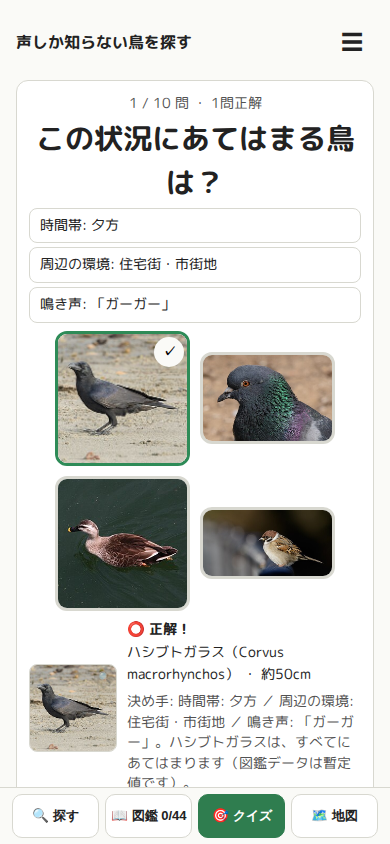 声しか知らない鳥を探す
☰
1 / 10 問 · 1問正解
この状況にあてはまる鳥
は？
時間帯: 夕方
周辺の環境: 住宅街・市街地
鳴き声: 「ガーガー」
✓
⭕ 正解！
ハシブトガラス（Corvus
macrorhynchos） · 約50cm
決め手: 時間帯: 夕方 ／ 周辺の環境:
住宅街・市街地 ／ 鳴き声: 「ガーガ
ー」。ハシブトガラスは、すべてに
あてはまります（図鑑データは暫定
値です）。
🔍 探す
📖 図鑑 0/44
🎯 クイズ
🗺️ 地図